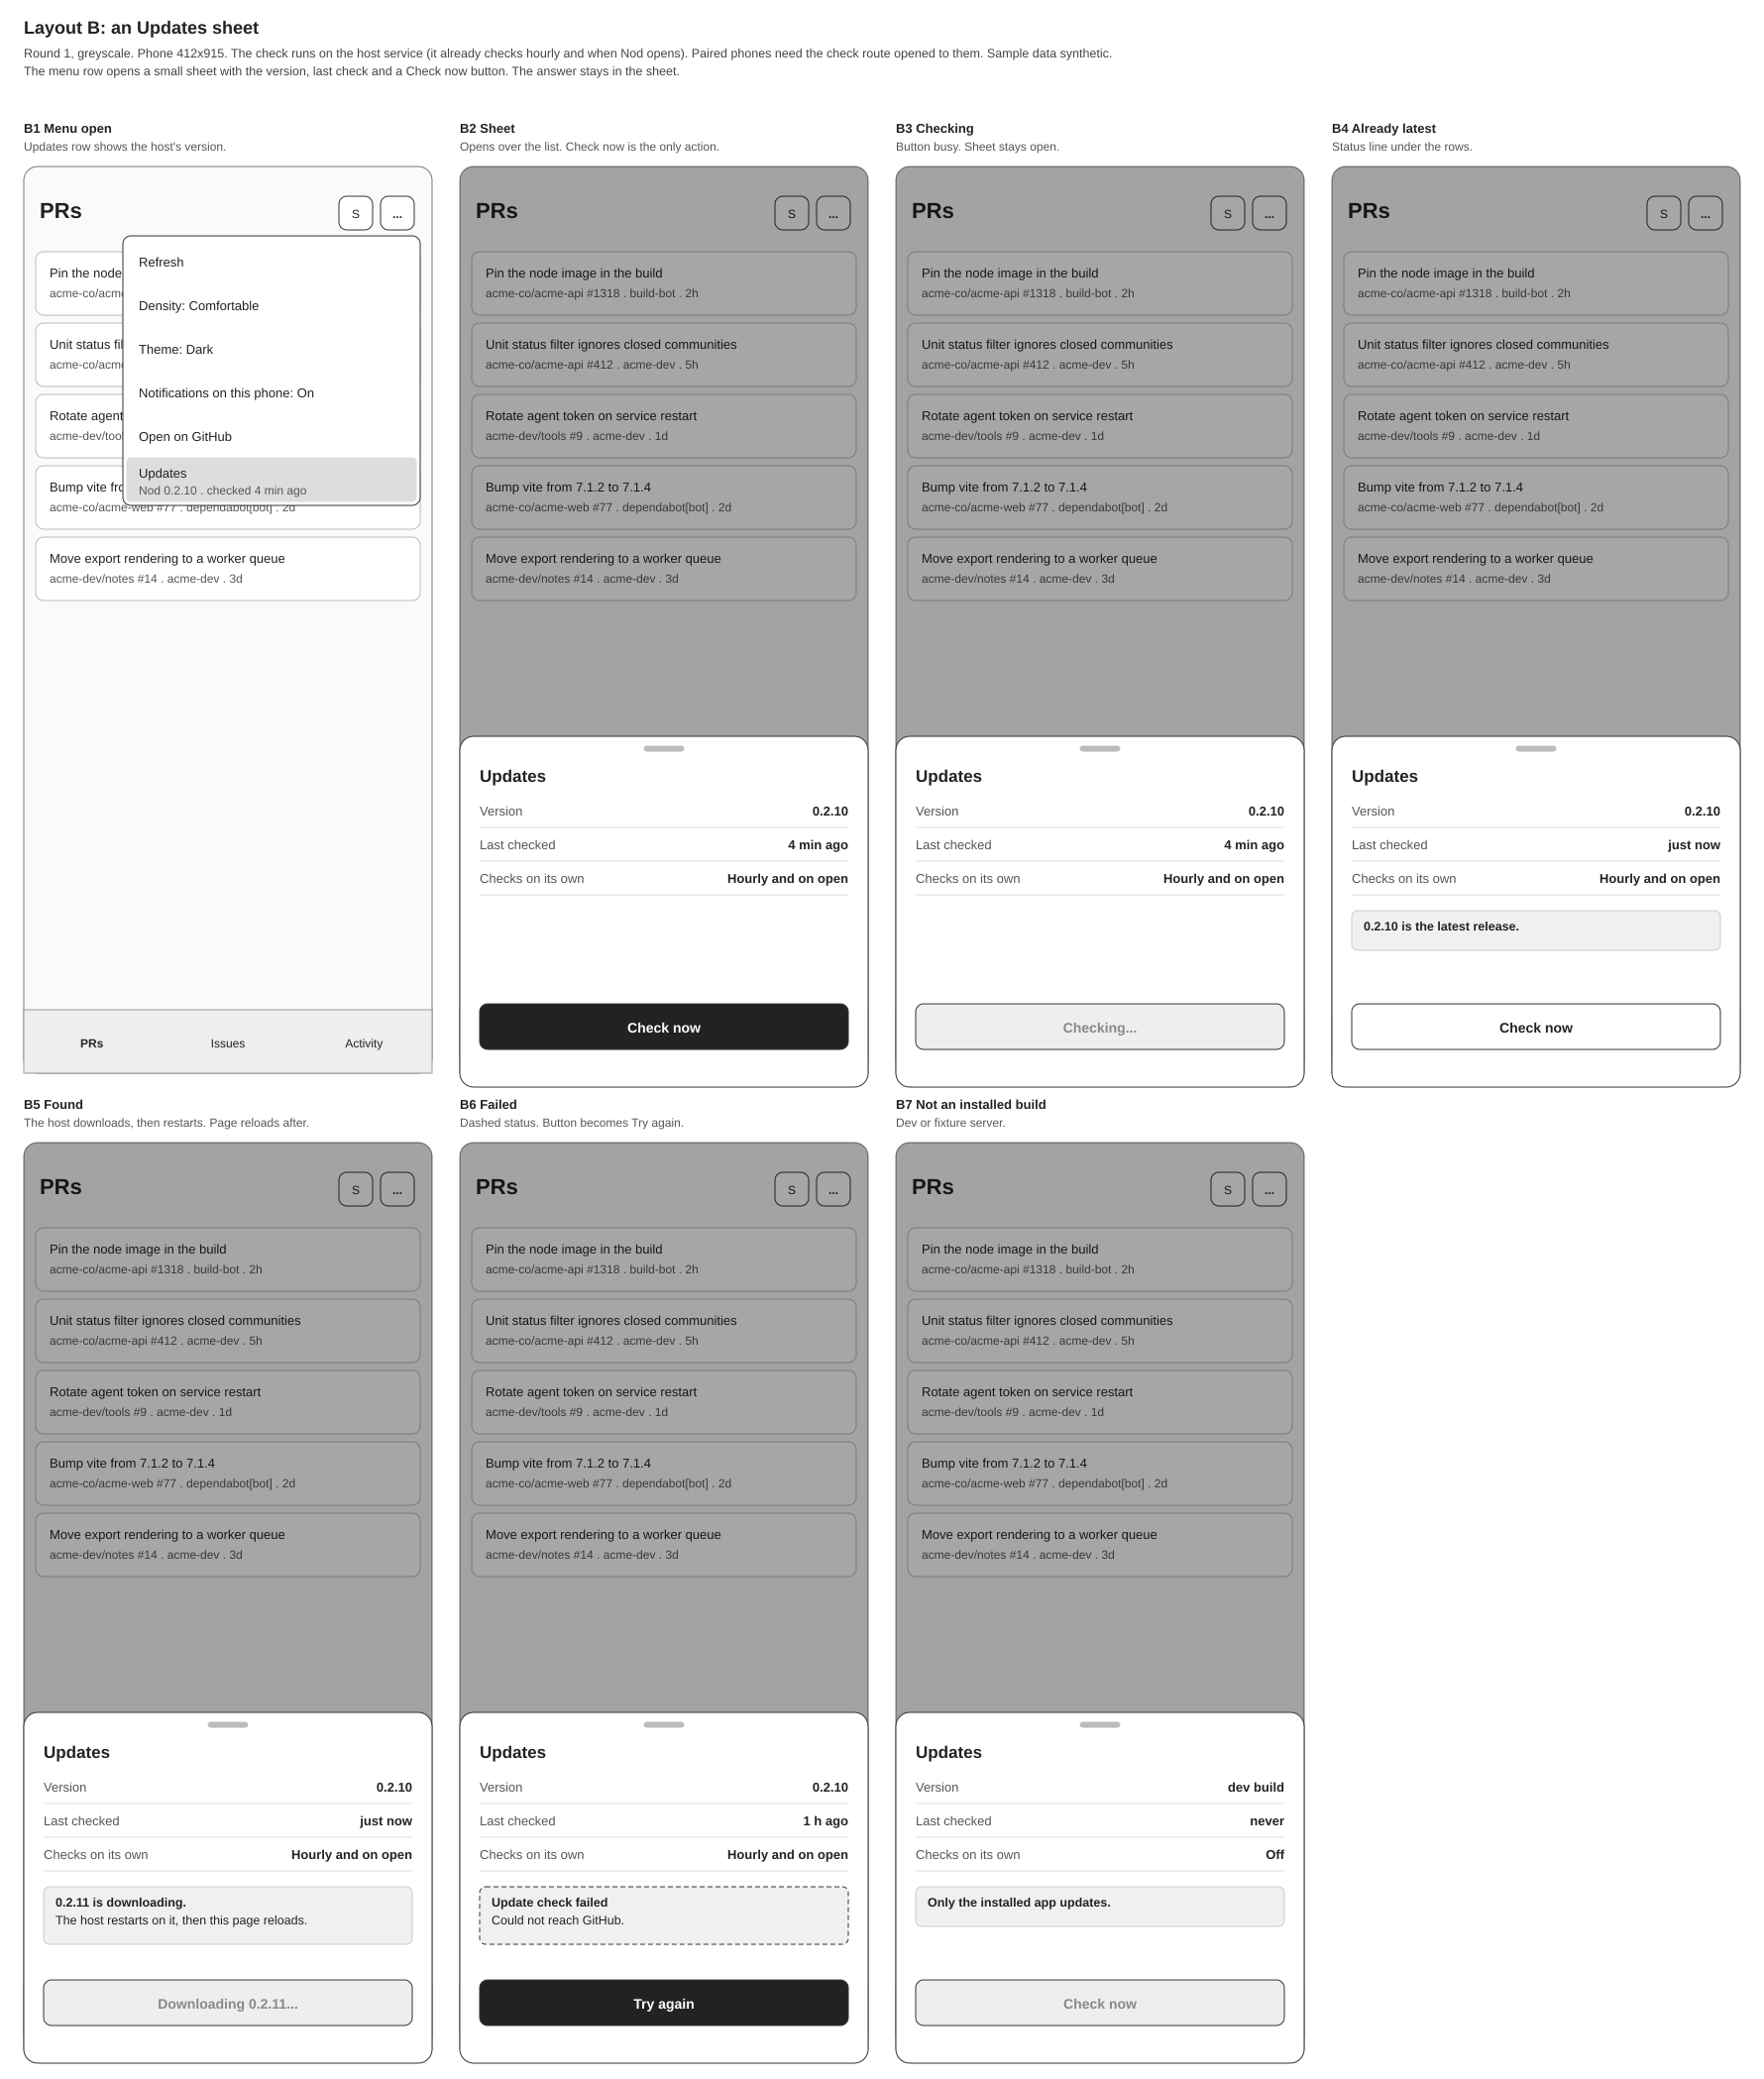 Layout B: an Updates sheet
Round 1, greyscale. Phone 412x915. The check runs on the host service (it already checks hourly and when Nod opens). Paired phones need the check route opened to them. Sample data synthetic.
The menu row opens a small sheet with the version, last check and a Check now button. The answer stays in the sheet.
B1 Menu open
Updates row shows the host's version.
PRs
S
...
Refresh
Density: Comfortable
Theme: Dark
Notifications on this phone: On
Open on GitHub
Updates
Nod 0.2.10 . checked 4 min ago
Pin the node
acme-co/acme
Unit status fil
acme-co/acme
Rotate agent
acme-dev/tool
Bump vite fro
acme-co/acme-web #77 . dependabot[bot] . 2d
Move export rendering to a worker queue
acme-dev/notes #14 . acme-dev . 3d
PRs
Issues
Activity
B2 Sheet
Opens over the list. Check now is the only action.
PRs
S
...
Pin the node image in the build
acme-co/acme-api #1318 . build-bot . 2h
Unit status filter ignores closed communities
acme-co/acme-api #412 . acme-dev . 5h
Rotate agent token on service restart
acme-dev/tools #9 . acme-dev . 1d
Bump vite from 7.1.2 to 7.1.4
acme-co/acme-web #77 . dependabot[bot] . 2d
Move export rendering to a worker queue
acme-dev/notes #14 . acme-dev . 3d
Updates
Version 0.2.10
Last checked 4 min ago
Checks on its own Hourly and on open
Check now
B3 Checking
Button busy. Sheet stays open.
PRs
S
...
Pin the node image in the build
acme-co/acme-api #1318 . build-bot . 2h
Unit status filter ignores closed communities
acme-co/acme-api #412 . acme-dev . 5h
Rotate agent token on service restart
acme-dev/tools #9 . acme-dev . 1d
Bump vite from 7.1.2 to 7.1.4
acme-co/acme-web #77 . dependabot[bot] . 2d
Move export rendering to a worker queue
acme-dev/notes #14 . acme-dev . 3d
Updates
Version 0.2.10
Last checked 4 min ago
Checks on its own Hourly and on open
Checking...
B4 Already latest
Status line under the rows.
PRs
S
...
Pin the node image in the build
acme-co/acme-api #1318 . build-bot . 2h
Unit status filter ignores closed communities
acme-co/acme-api #412 . acme-dev . 5h
Rotate agent token on service restart
acme-dev/tools #9 . acme-dev . 1d
Bump vite from 7.1.2 to 7.1.4
acme-co/acme-web #77 . dependabot[bot] . 2d
Move export rendering to a worker queue
acme-dev/notes #14 . acme-dev . 3d
Updates
Version 0.2.10
Last checked just now
Checks on its own Hourly and on open
0.2.10 is the latest release.
Check now
B5 Found
The host downloads, then restarts. Page reloads after.
PRs
S
...
Pin the node image in the build
acme-co/acme-api #1318 . build-bot . 2h
Unit status filter ignores closed communities
acme-co/acme-api #412 . acme-dev . 5h
Rotate agent token on service restart
acme-dev/tools #9 . acme-dev . 1d
Bump vite from 7.1.2 to 7.1.4
acme-co/acme-web #77 . dependabot[bot] . 2d
Move export rendering to a worker queue
acme-dev/notes #14 . acme-dev . 3d
Updates
Version 0.2.10
Last checked just now
Checks on its own Hourly and on open
0.2.11 is downloading.
The host restarts on it, then this page reloads.
Downloading 0.2.11...
B6 Failed
Dashed status. Button becomes Try again.
PRs
S
...
Pin the node image in the build
acme-co/acme-api #1318 . build-bot . 2h
Unit status filter ignores closed communities
acme-co/acme-api #412 . acme-dev . 5h
Rotate agent token on service restart
acme-dev/tools #9 . acme-dev . 1d
Bump vite from 7.1.2 to 7.1.4
acme-co/acme-web #77 . dependabot[bot] . 2d
Move export rendering to a worker queue
acme-dev/notes #14 . acme-dev . 3d
Updates
Version 0.2.10
Last checked 1 h ago
Checks on its own Hourly and on open
Update check failed
Could not reach GitHub.
Try again
B7 Not an installed build
Dev or fixture server.
PRs
S
...
Pin the node image in the build
acme-co/acme-api #1318 . build-bot . 2h
Unit status filter ignores closed communities
acme-co/acme-api #412 . acme-dev . 5h
Rotate agent token on service restart
acme-dev/tools #9 . acme-dev . 1d
Bump vite from 7.1.2 to 7.1.4
acme-co/acme-web #77 . dependabot[bot] . 2d
Move export rendering to a worker queue
acme-dev/notes #14 . acme-dev . 3d
Updates
Version dev build
Last checked never
Checks on its own Off
Only the installed app updates.
Check now